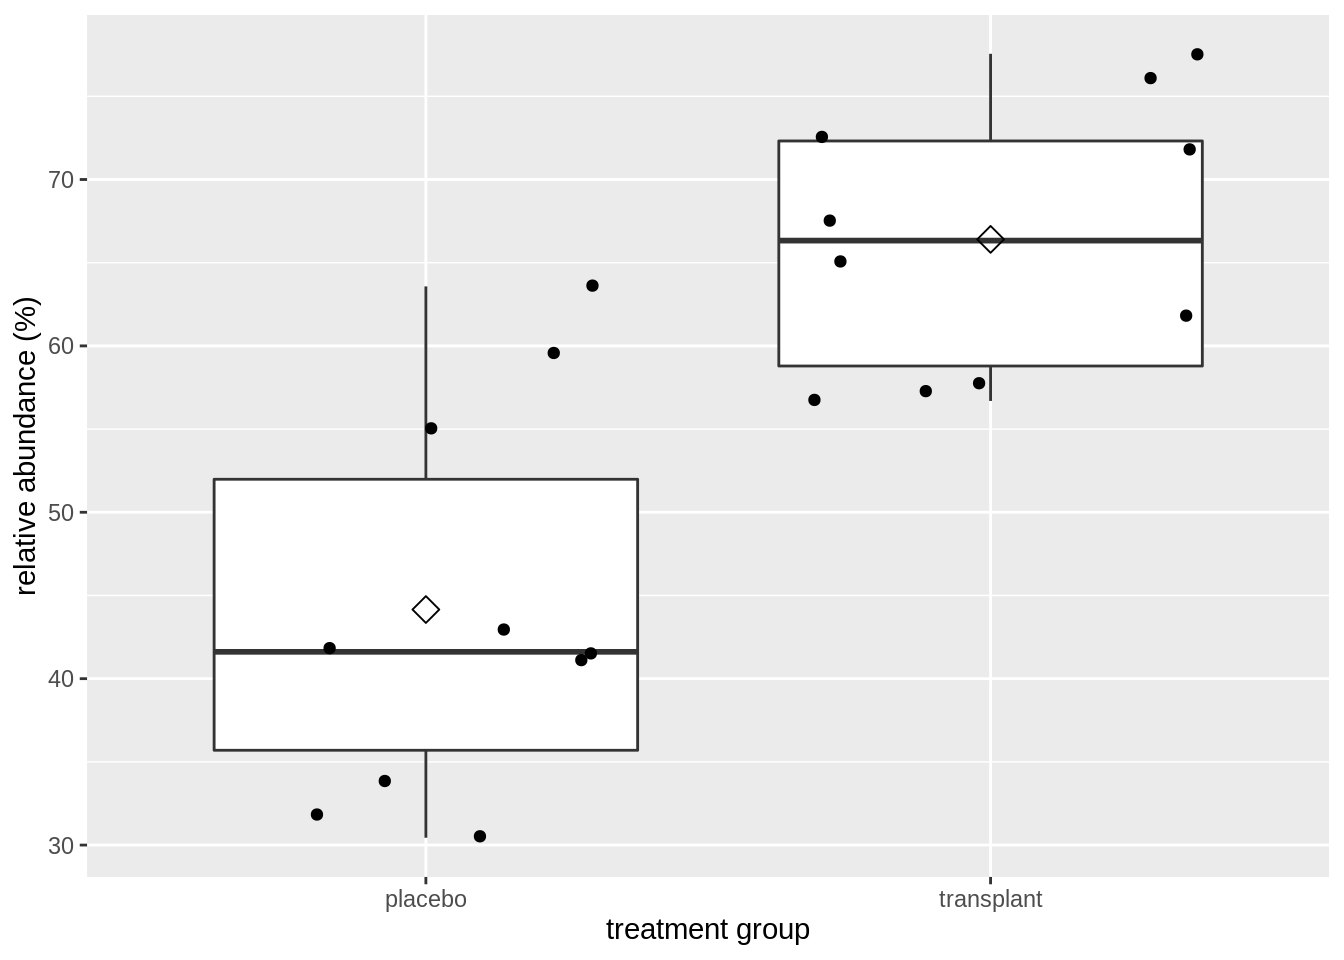 relative abundance (%)
70
60
50
40
30
placebo
transplant
treatment group